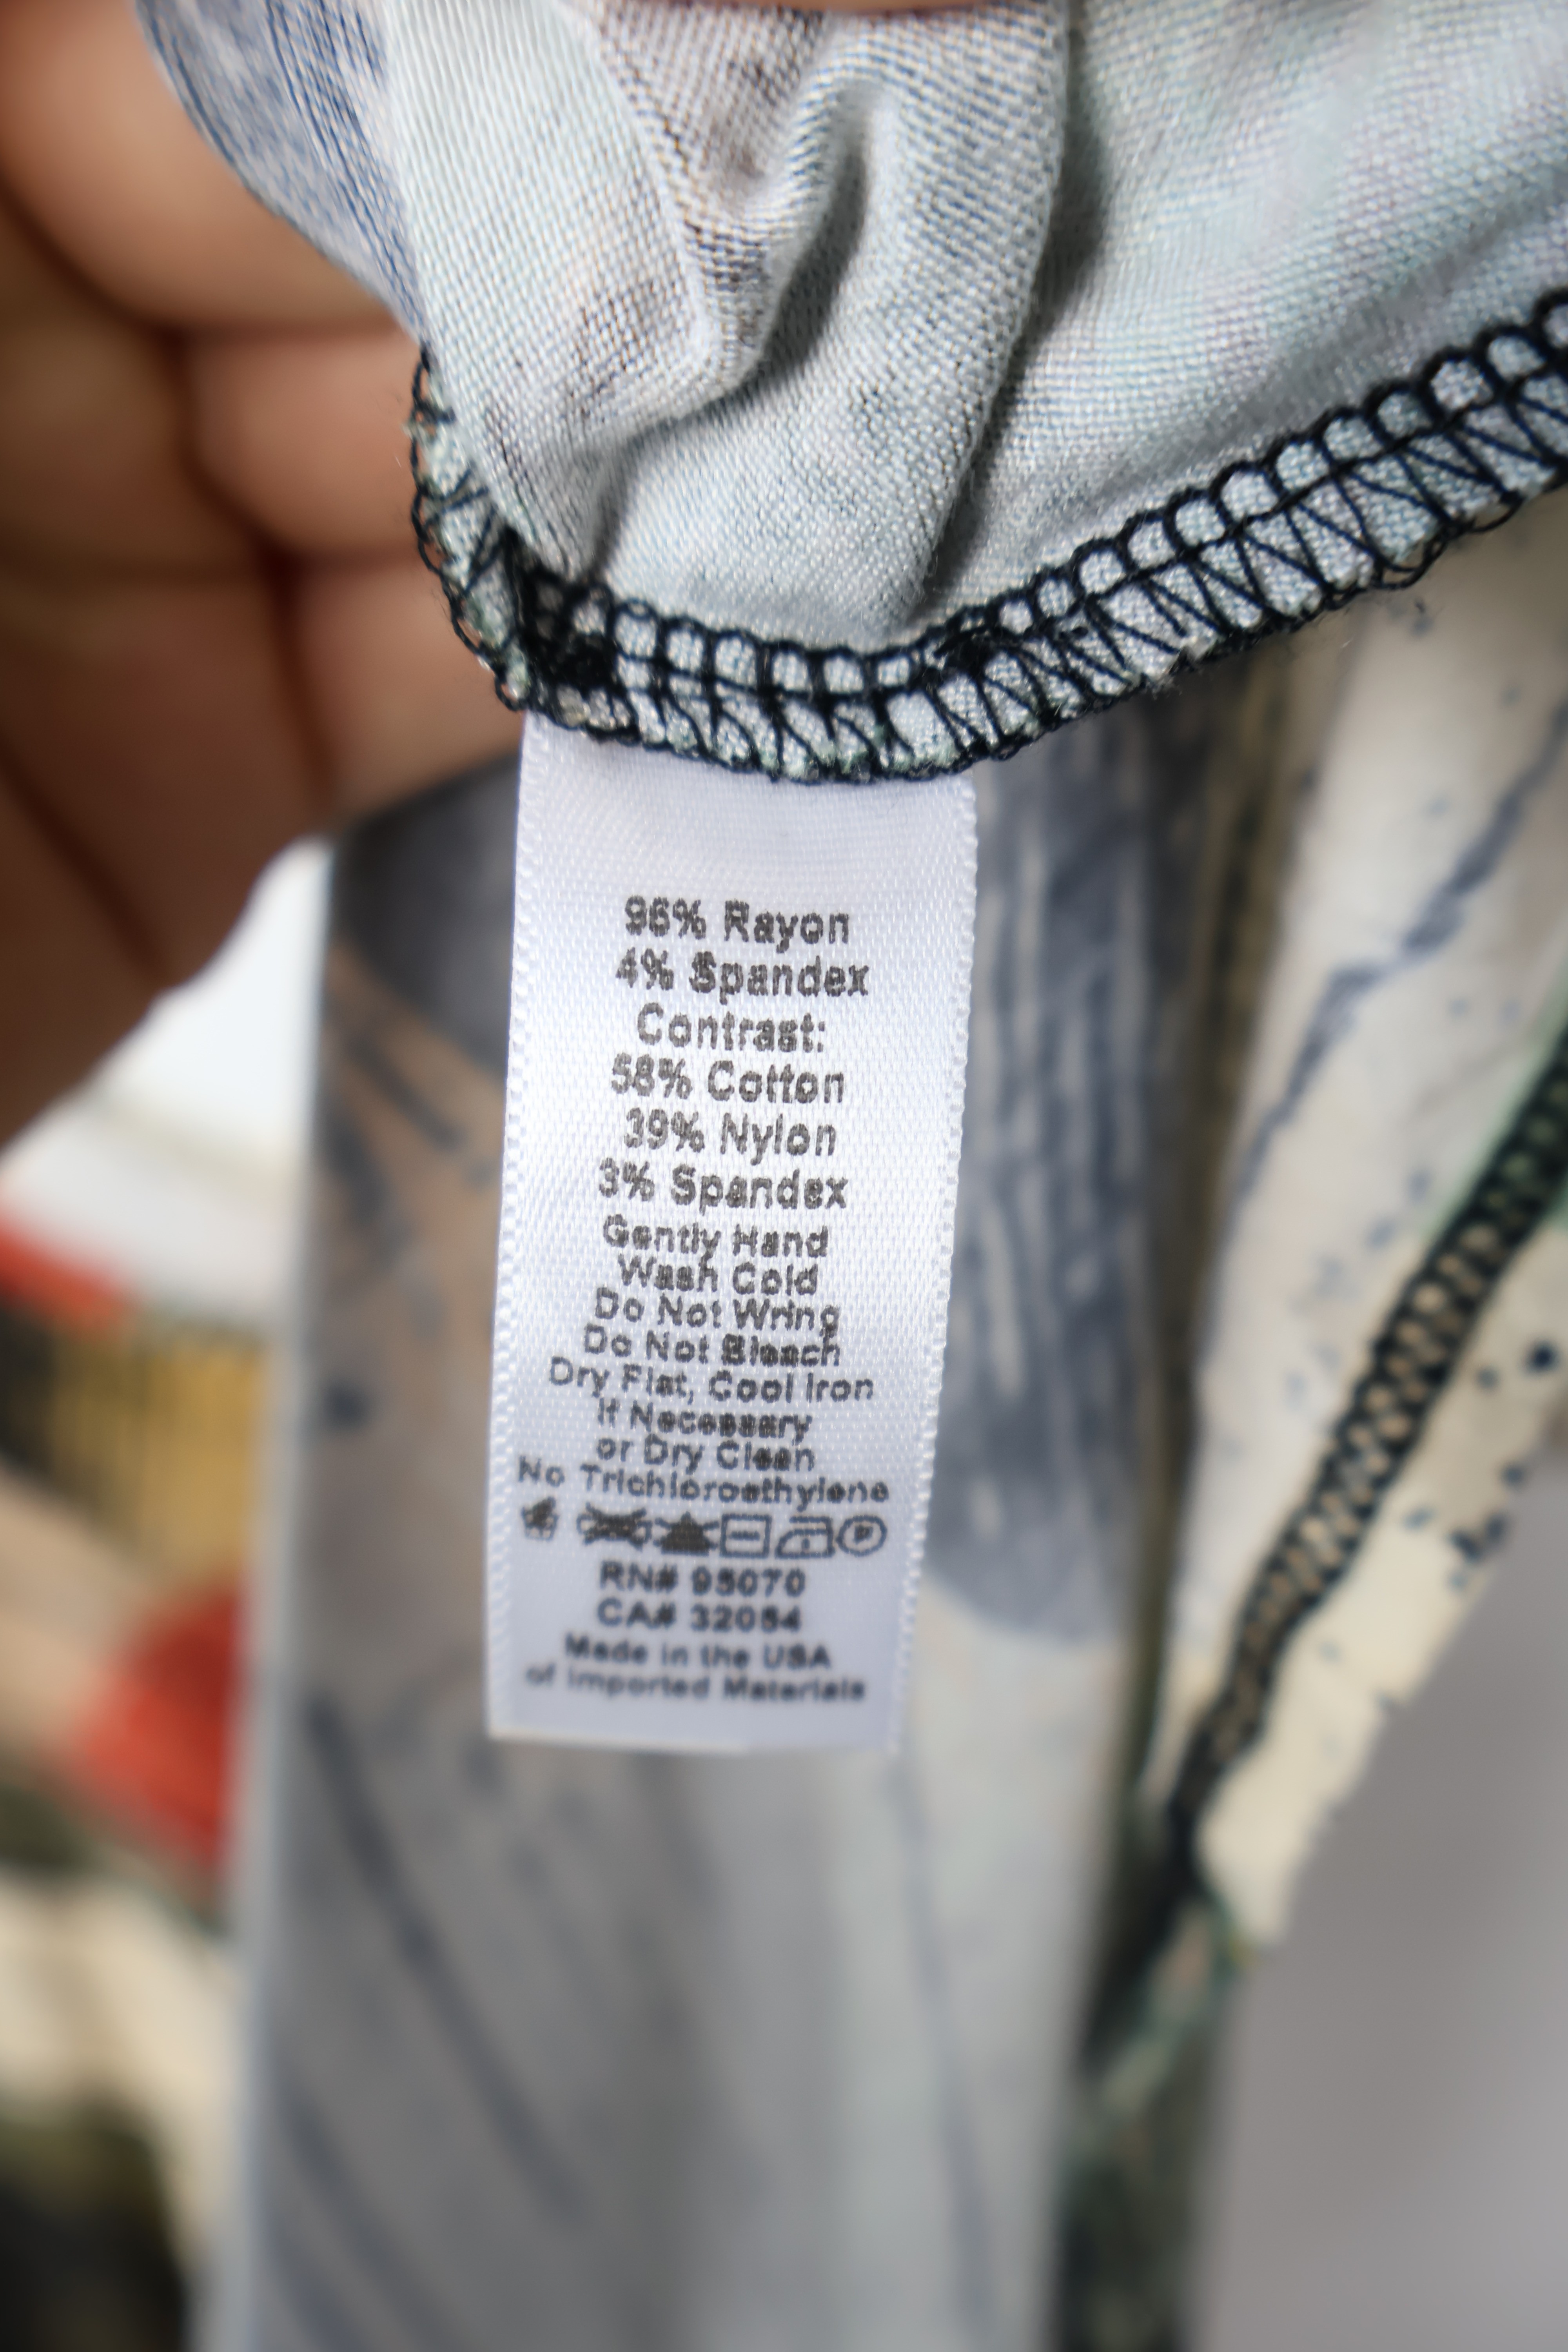 96% Rayon
4% Spandex
Contrast:
58% Cotton
39% Nylon
3% Spandex
Gently Hand
Wash Cold
Do Not Wring
Do Not Bleach
Dry Flat, Cool Iron
If Necessary
or Dry Clean
No Trichloroethylene
P
RN# 95070
CA# 32054
Made in the USA
of Imported Materials